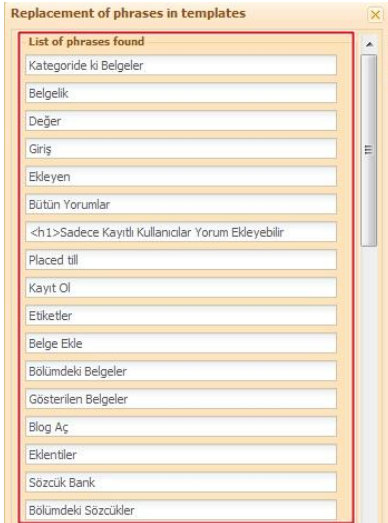 Replacement of phrases in templates
List of phrases found
Kategoride ki Belgeler
Belgelik
Değer
Giriş
Ekleyen
Bütün Yorumlar
<h1>Sadece Kayıtlı Kullanıcılar Yorum Ekleyebilir
Placed till
Kayıt Ol
Etiketler
Belge Ekle
Bölümdeki Belgeler
Gösterilen Belgeler
Blog Aç
Eklentiler
Sözcük Bank
Bölümdeki Sözcükler